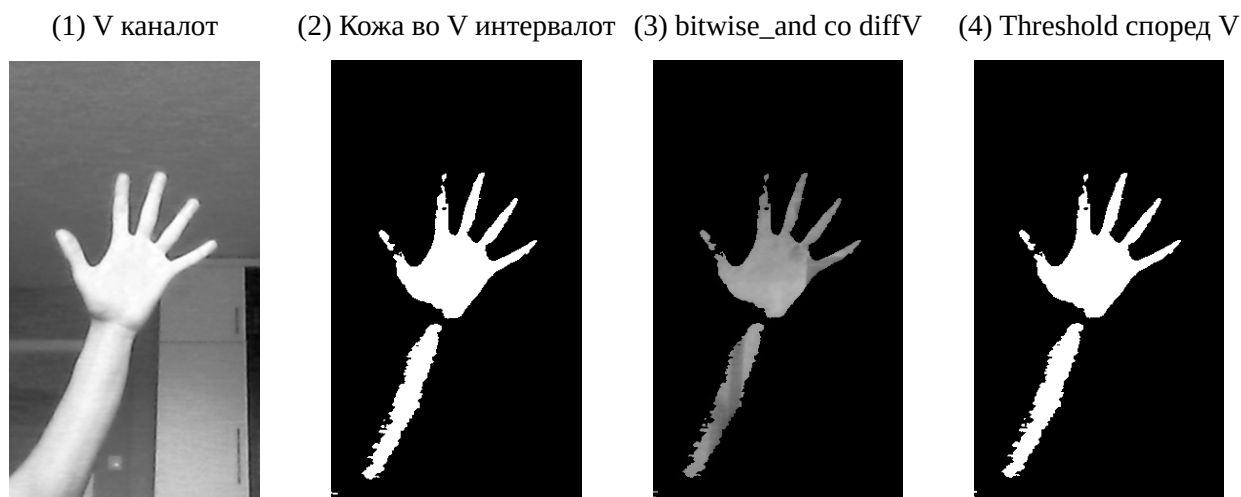 (1) V каналот
(2) Кожа во V интервалот
(3) bitwise_and со diffV
(4) Threshold според V